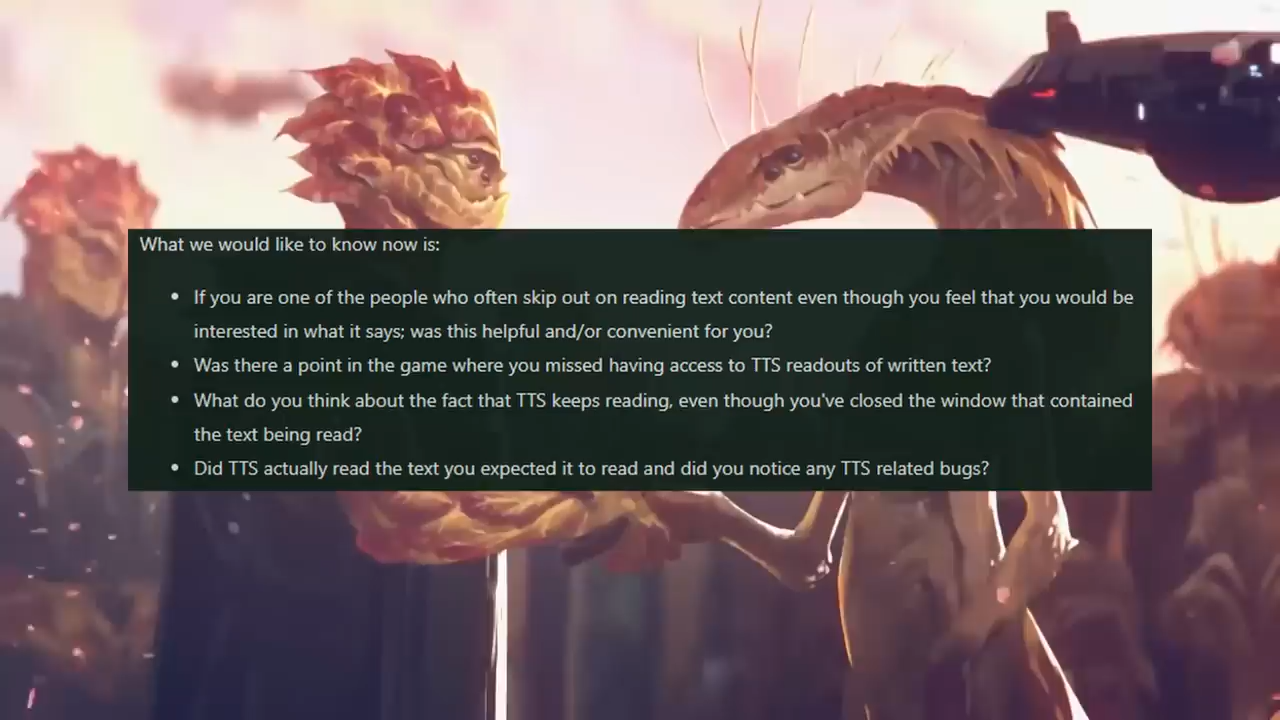 What we would like to know now is:
• If you are one of the people who often skip out on reading text content even though you feel that you would be
interested in what it says; was this helpful and/or convenient for you?
• Was there a point in the game where you missed having access to TTS readouts of written text?
• What do you think about the fact that TTS keeps reading, even though you've closed the window that contained
the text being read?
• Did TTS actually read the text you expected it to read and did you notice any TTS related bugs?